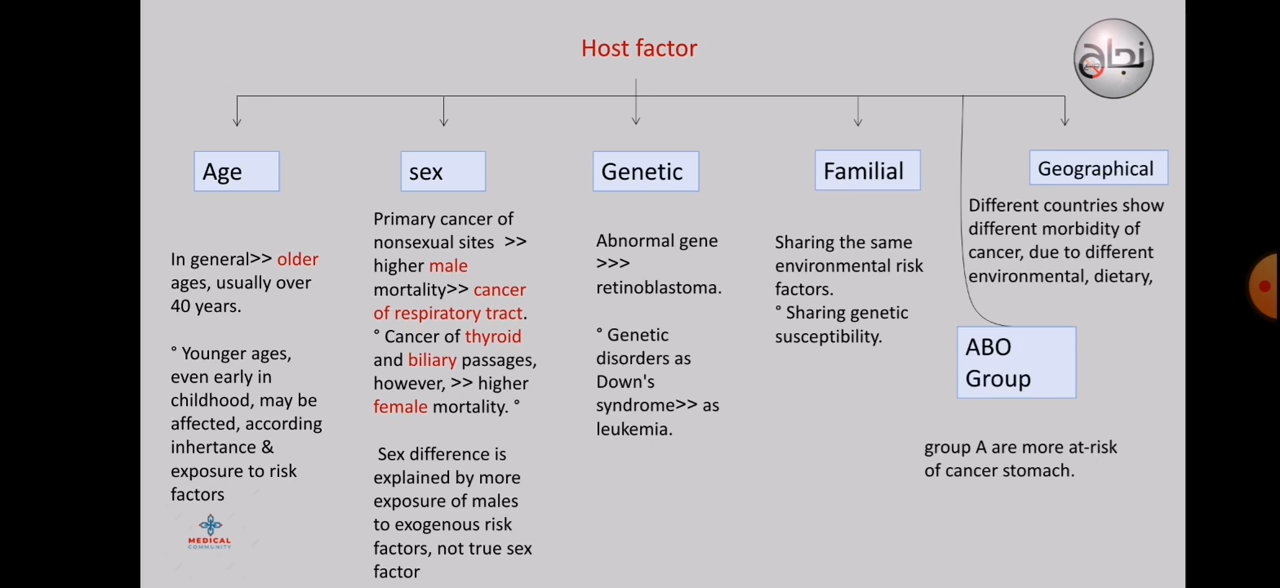 Host factor
نجاة
Age
In general>> older
ages, usually over
40 years.
° Younger ages,
even early in
childhood, may be
affected, according
inhertance &
exposure to risk
factors
MEDICAL
COMMUNITY
sex
Primary cancer of
nonsexual sites >>
higher male
mortality>> cancer
of respiratory tract.
° Cancer of thyroid
and biliary passages,
however, >> higher
female mortality. °
Sex difference is
explained by more
exposure of males
to exogenous risk
factors, not true sex
factor
Genetic
Abnormal gene
>>>
retinoblastoma.
° Genetic
disorders as
Down's
syndrome>> as
leukemia.
Familial
Sharing the same
environmental risk
factors.
° Sharing genetic
susceptibility.
Geographical
Different countries show
different morbidity of
cancer, due to different
environmental, dietary,
ABO
Group
group A are more at-risk
of cancer stomach.